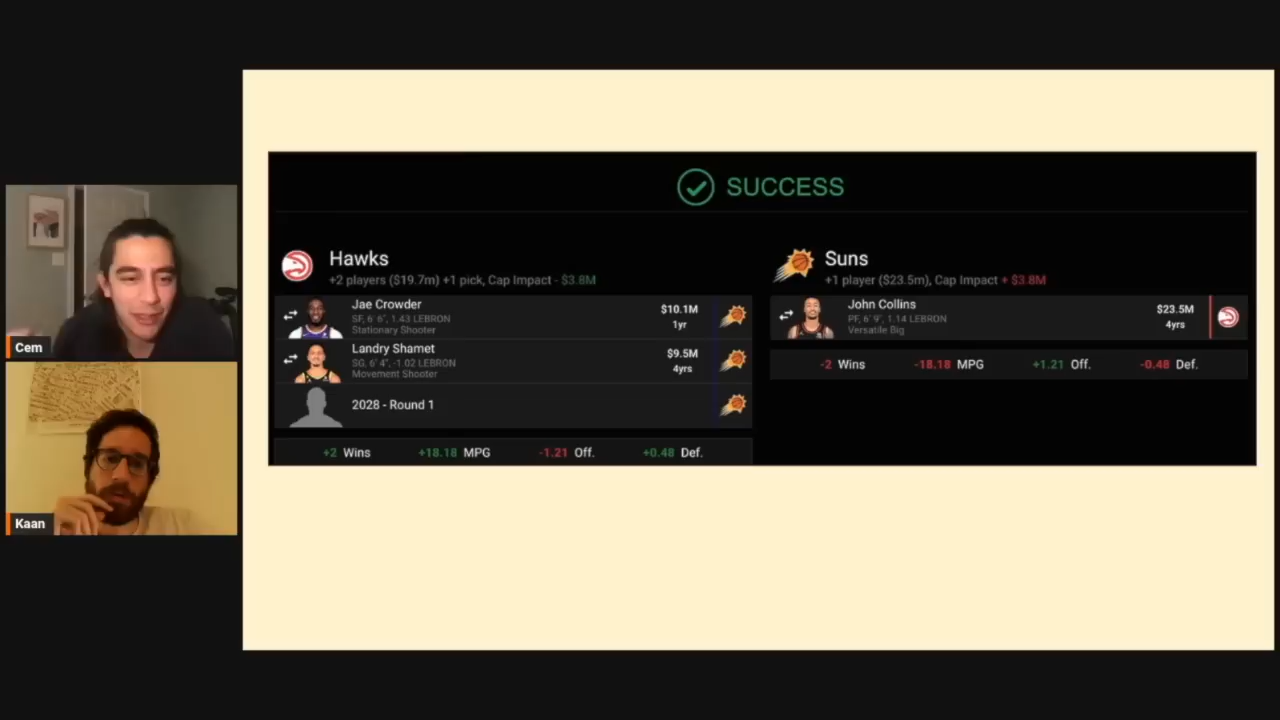 SUCCESS
Hawks
+2 players ($19.7m) +1 pick, Cap Impact - $3.8M
Jae Crowder
SF, 6' 6", 1.43 LEBRON
Stationary Shooter
$10.1M
1yr
Landry Shamet
SG, 6' 4", -1.02 LEBRON
Movement Shooter
$9.5M
4yrs
2028 - Round 1
+2 Wins +18.18 MPG -1.21 Off. +0.48 Def.
Suns
+1 player ($23.5m), Cap Impact + $3.8M
John Collins
PF, 6' 9", 1.14 LEBRON
Versatile Big
$23.5M
4yrs
-2 Wins -18.18 MPG +1.21 Off. -0.48 Def.
Cem
Kaan